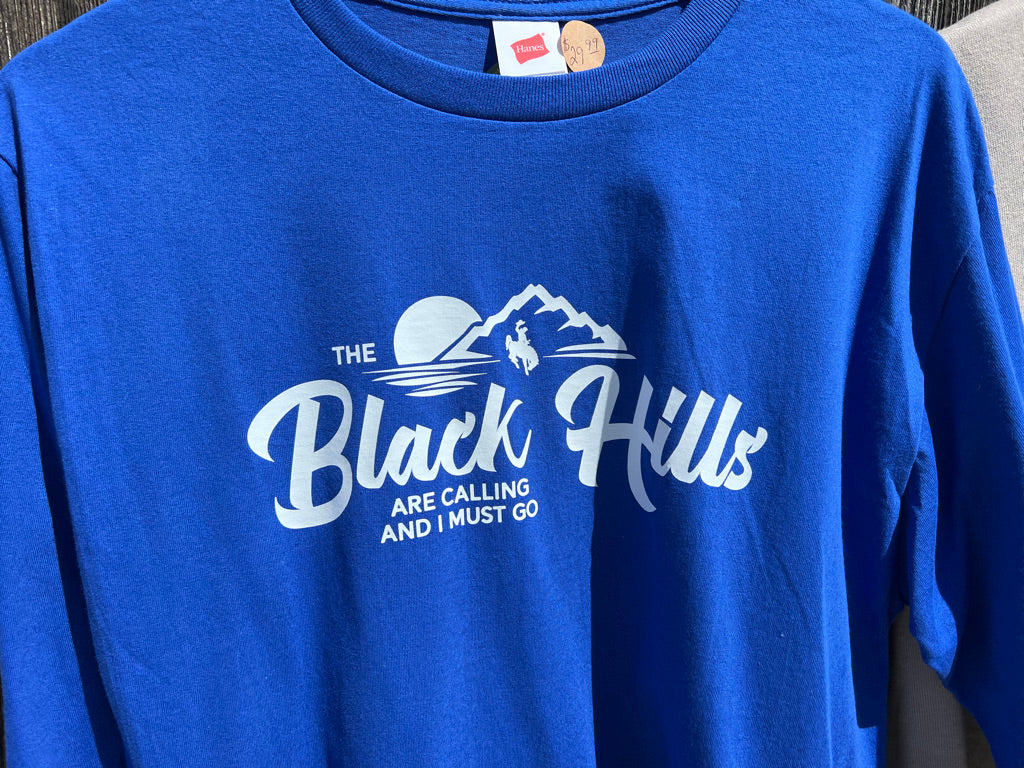 Hanes
$29.99
THE
Black Hills
ARE CALLING
AND I MUST GO